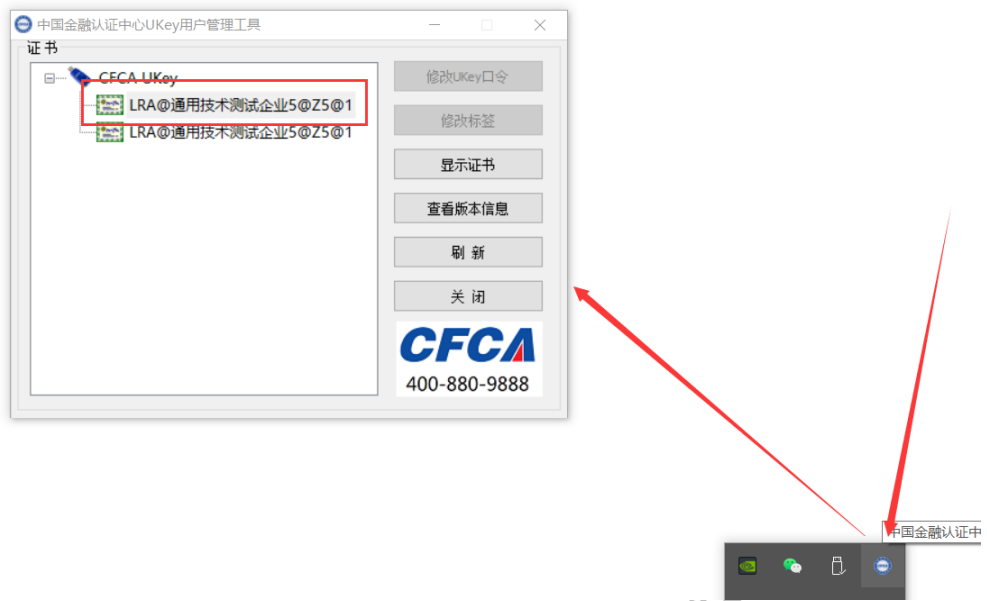 中国金融认证中心UKey用户管理工具
证书
CFCA UKey
LRA@通用技术测试企业5@Z5@1
LRA@通用技术测试企业5@Z5@1
修改UKey口令
修改标签
显示证书
查看版本信息
刷 新
关 闭
CFCA
400-880-9888
中国金融认证中